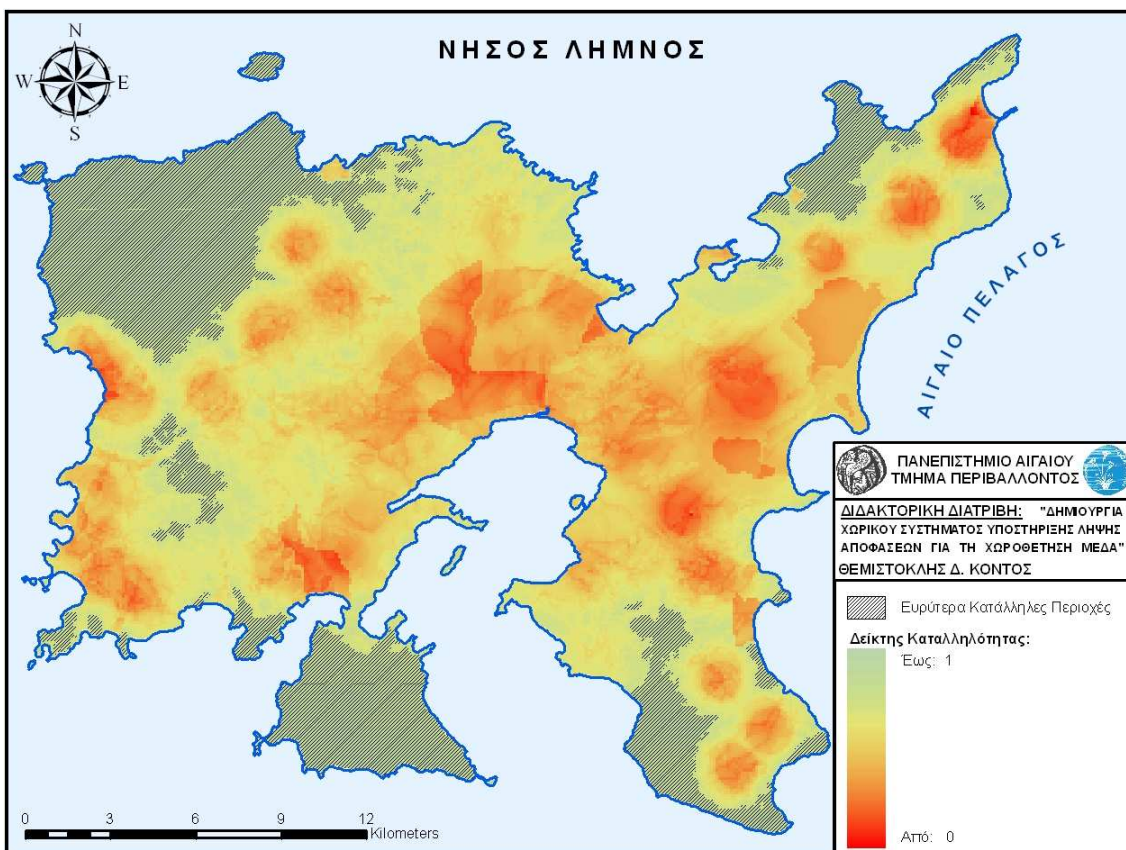 ΝΗΣΟΣ ΛΗΜΝΟΣ
N
W E
S
ΑΙΓΑΙΟ ΠΕΛΑΓΟΣ
ΠΑΝΕΠΙΣΤΗΜΙΟ ΑΙΓΑΙΟΥ
ΤΜΗΜΑ ΠΕΡΙΒΑΛΛΟΝΤΟΣ
ΔΙΔΑΚΤΟΡΙΚΗ ΔΙΑΤΡΙΒΗ: "ΔΗΜΙΟΥΡΓΙΑ
ΧΩΡΙΚΟΥ ΣΥΣΤΗΜΑΤΟΣ ΥΠΟΣΤΗΡΙΞΗΣ ΛΗΨΗΣ
ΑΠΟΦΑΣΕΩΝ ΓΙΑ ΤΗ ΧΩΡΟΘΕΤΗΣΗ ΜΕΔΑ"
ΘΕΜΙΣΤΟΚΛΗΣ Δ. ΚΟΝΤΟΣ
Ευρύτερα Κατάλληλες Περιοχές
Δείκτης Καταλληλότητας:
Έως: 1
Από: 0
0 3 6 9 12
Kilometers